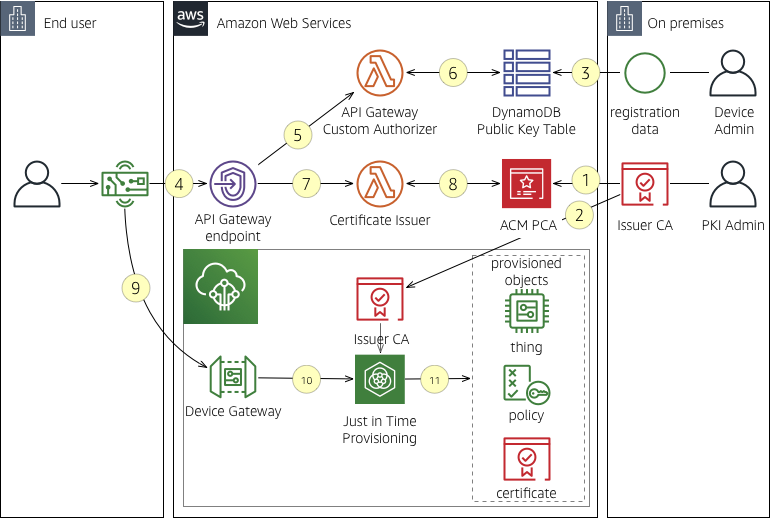 End user
aws
Amazon Web Services
On premises
6
3
API Gateway
Custom Authorizer
DynamoDB
Public Key Table
registration
data
Device
Admin
5
4
7
8
1
2
API Gateway
endpoint
Certificate Issuer
ACM PCA
Issuer CA
PKI Admin
9
provisioned
objects
Issuer CA
thing
10
11
Device Gateway
Just in Time
Provisioning
policy
certificate